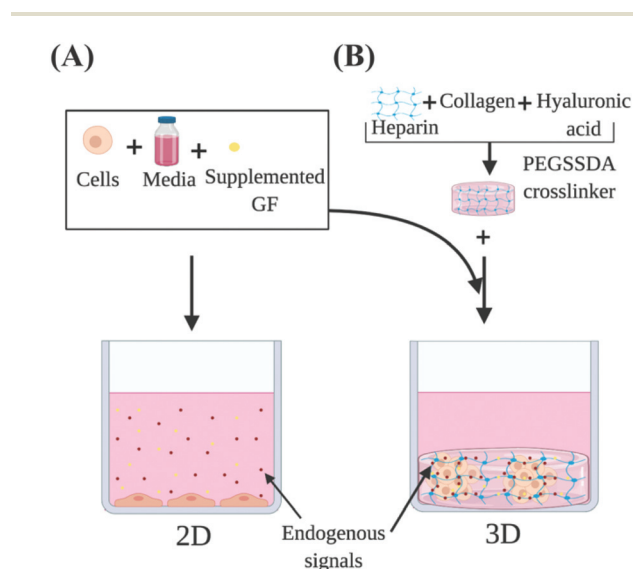 (A)
Cells + Media + Supplemented
GF
2D
(B)
Heparin + Collagen + Hyaluronic
acid
PEGSSDA
crosslinker
+
3D
Endogenous
signals